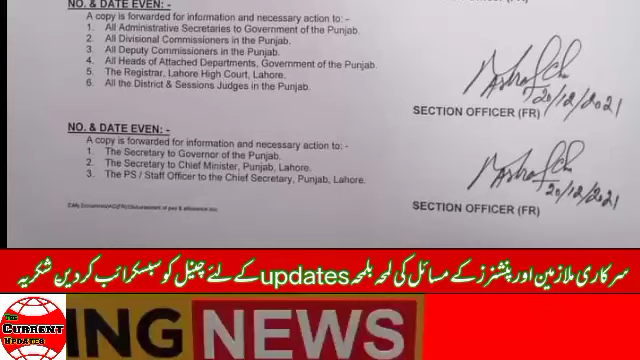 NO. & DATE EVEN: -
A copy is forwarded for information and necessary action to: -
1. All Administrative Secretaries to Government of the Punjab.
2. All Divisional Commissioners in the Punjab.
3. All Deputy Commissioners in the Punjab.
4. All Heads of Attached Departments, Government of the Punjab.
5. The Registrar, Lahore High Court, Lahore.
6. All the District & Sessions Judges in the Punjab.
20/12/2021
SECTION OFFICER (FR)
NO. & DATE EVEN: -
A copy is forwarded for information and necessary action to: -
1. The Secretary to Governor of the Punjab.
2. The Secretary to Chief Minister, Punjab, Lahore.
3. The PS / Staff Officer to the Chief Secretary, Punjab, Lahore.
20/12/2021
SECTION OFFICER (FR)
سرکاری ملازمین اور پنشنرز کے مسائل کی لمحہ بلمحہ updates کے لئے چینل کو سبسکرائب کر دیں شکریہ
THE
CURRENT
UPDATES
ING NEWS